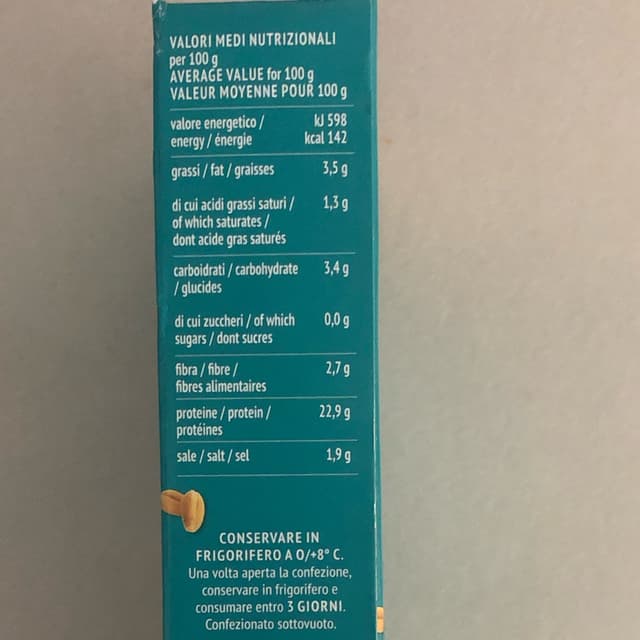 VALORI MEDI NUTRIZIONALI
per 100 g
AVERAGE VALUE for 100 g
VALEUR MOYENNE POUR 100 g
valore energetico / kJ 598
energy / énergie kcal 142
grassi / fat / graisses 3,5 g
di cui acidi grassi saturi / 1,3 g
of which saturates /
dont acide gras saturés
carboidrati / carbohydrate 3,4 g
/ glucides
di cui zuccheri / of which 0,0 g
sugars / dont sucres
fibra / fibre / 2,7 g
fibres alimentaires
proteine / protein / 22,9 g
protéines
sale / salt / sel 1,9 g
CONSERVARE IN
FRIGORIFERO A 0/+8° C.
Una volta aperta la confezione,
conservare in frigorifero e
consumare entro 3 GIORNI.
Confezionato sottovuoto.